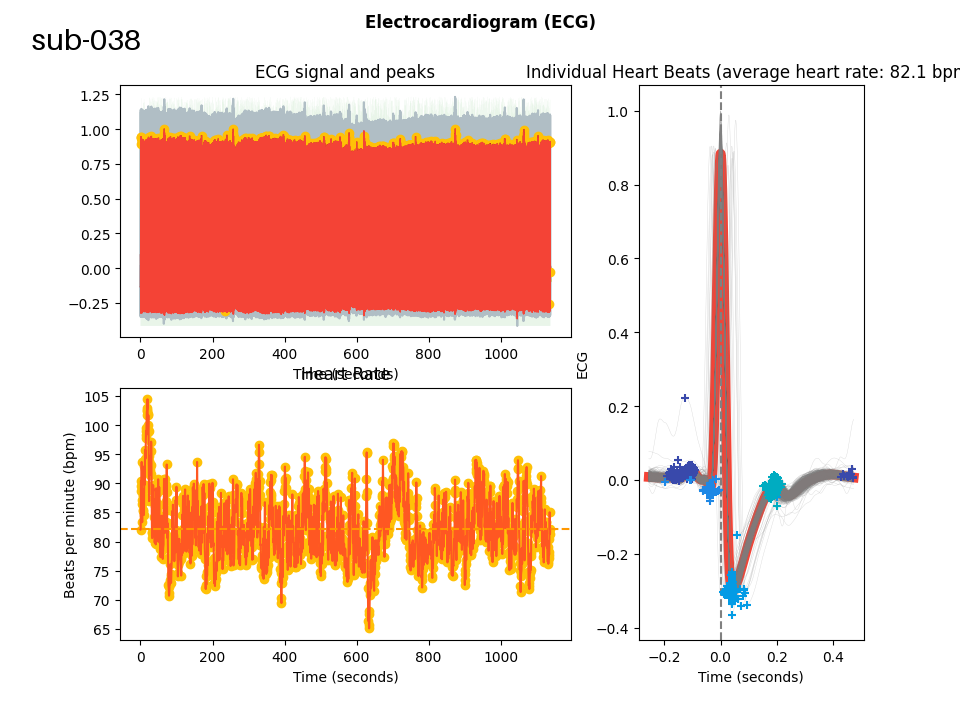 Electrocardiogram (ECG)
sub-038
ECG signal and peaks
1.25
1.00
0.75
0.50
0.25
0.00
−0.25
0 200 400 600 800 1000
Time (seconds)
Heart Rate
Beats per minute (bpm)
105
100
95
90
85
80
75
70
65
0 200 400 600 800 1000
Time (seconds)
Individual Heart Beats (average heart rate: 82.1 bpm
ECG
1.0
0.8
0.6
0.4
0.2
0.0
−0.2
−0.4
−0.2 0.0 0.2 0.4
Time (seconds)